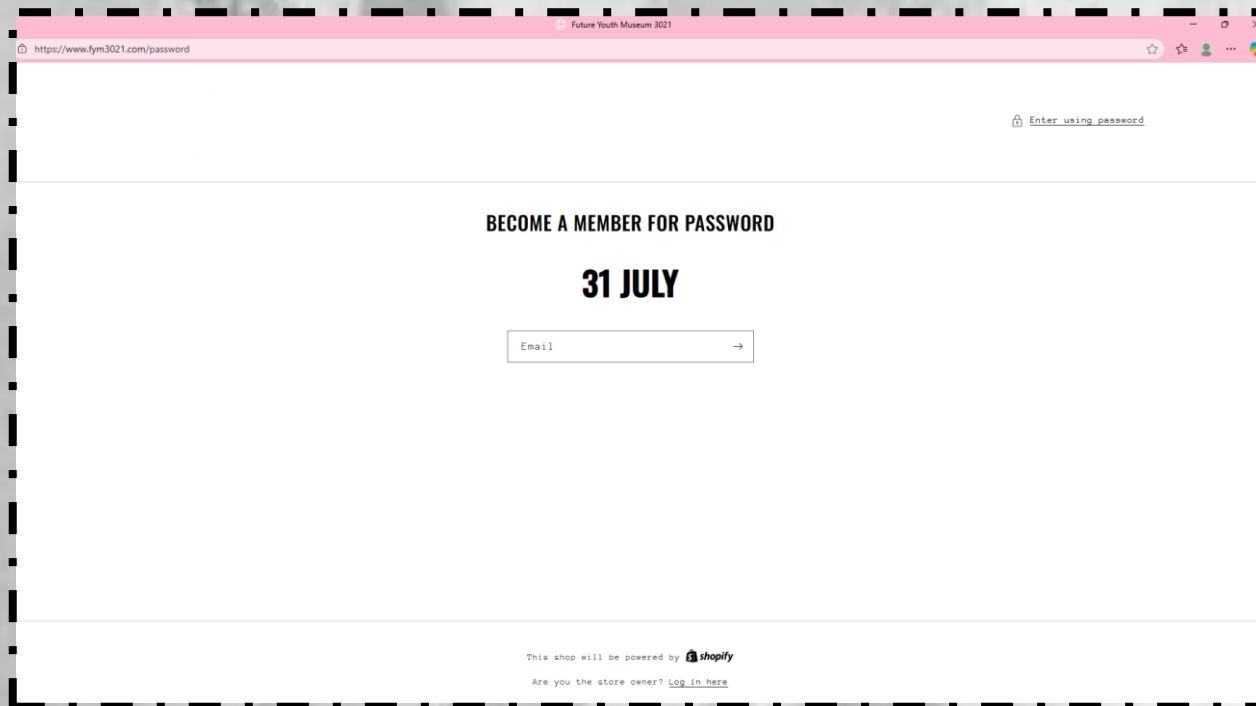 Future Youth Museum 3021
https://www.fym3021.com/password
Enter using password
BECOME A MEMBER FOR PASSWORD
31 JULY
Email
This shop will be powered by shopify
Are you the store owner? Log in here